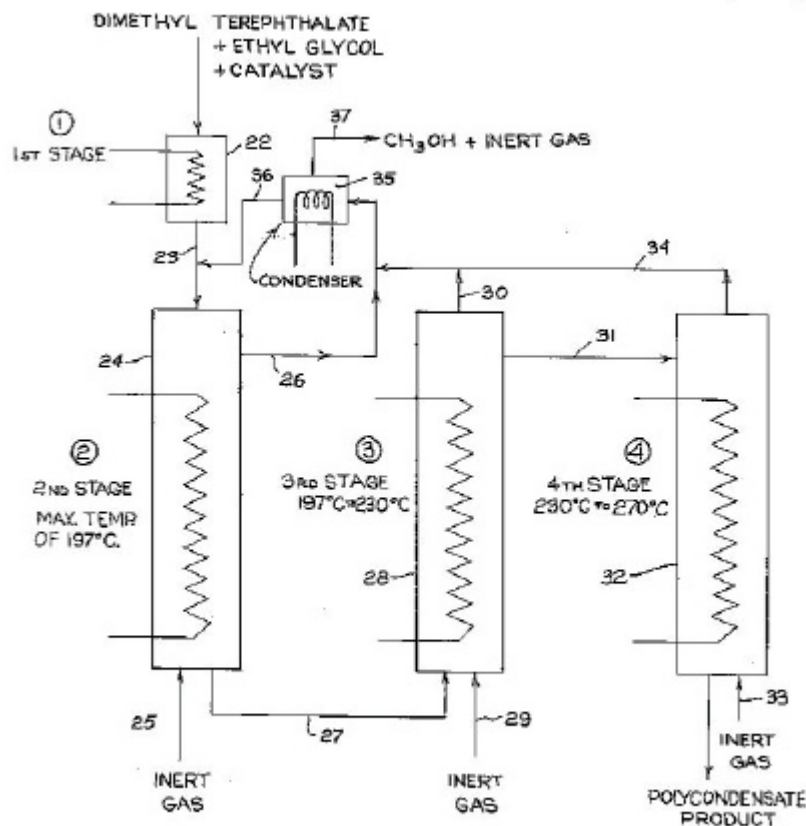 DIMETHYL TEREPHTHALATE
+ ETHYL GLYCOL
+ CATALYST
1
1ST STAGE
22
37
CH3OH + INERT GAS
36
35
23
CONDENSER
34
30
24
26
31
2
2ND STAGE
MAX. TEMP
OF 197°C.
3
3RD STAGE
197°C TO 230°C
4
4TH STAGE
230°C TO 270°C
28
32
25
27
29
33
INERT
GAS
INERT
GAS
INERT
GAS
POLYCONDENSATE
PRODUCT